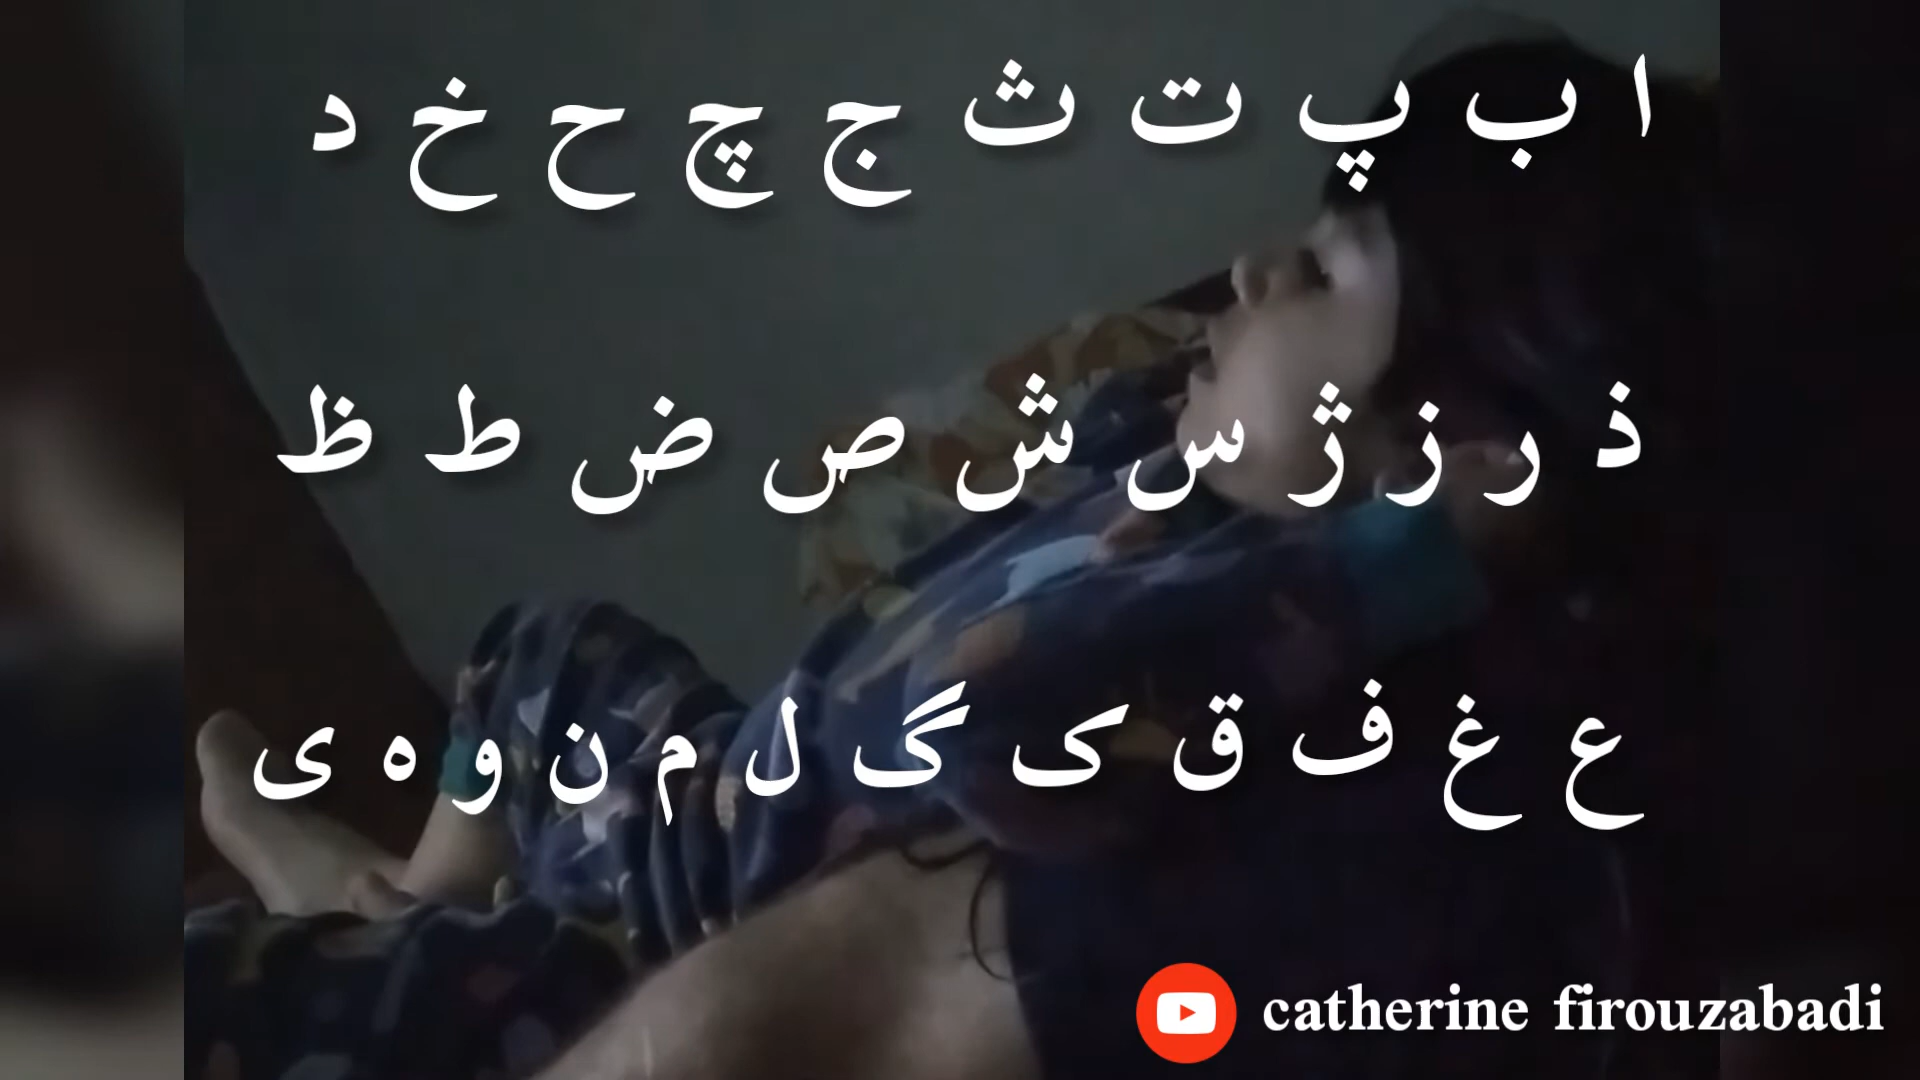 ا ب پ ت ث ج چ ح خ د
ذ ر ز ژ س ش ص ض ط ظ
ع غ ف ق ک گ ل م ن و ه ی
catherine firouzabadi